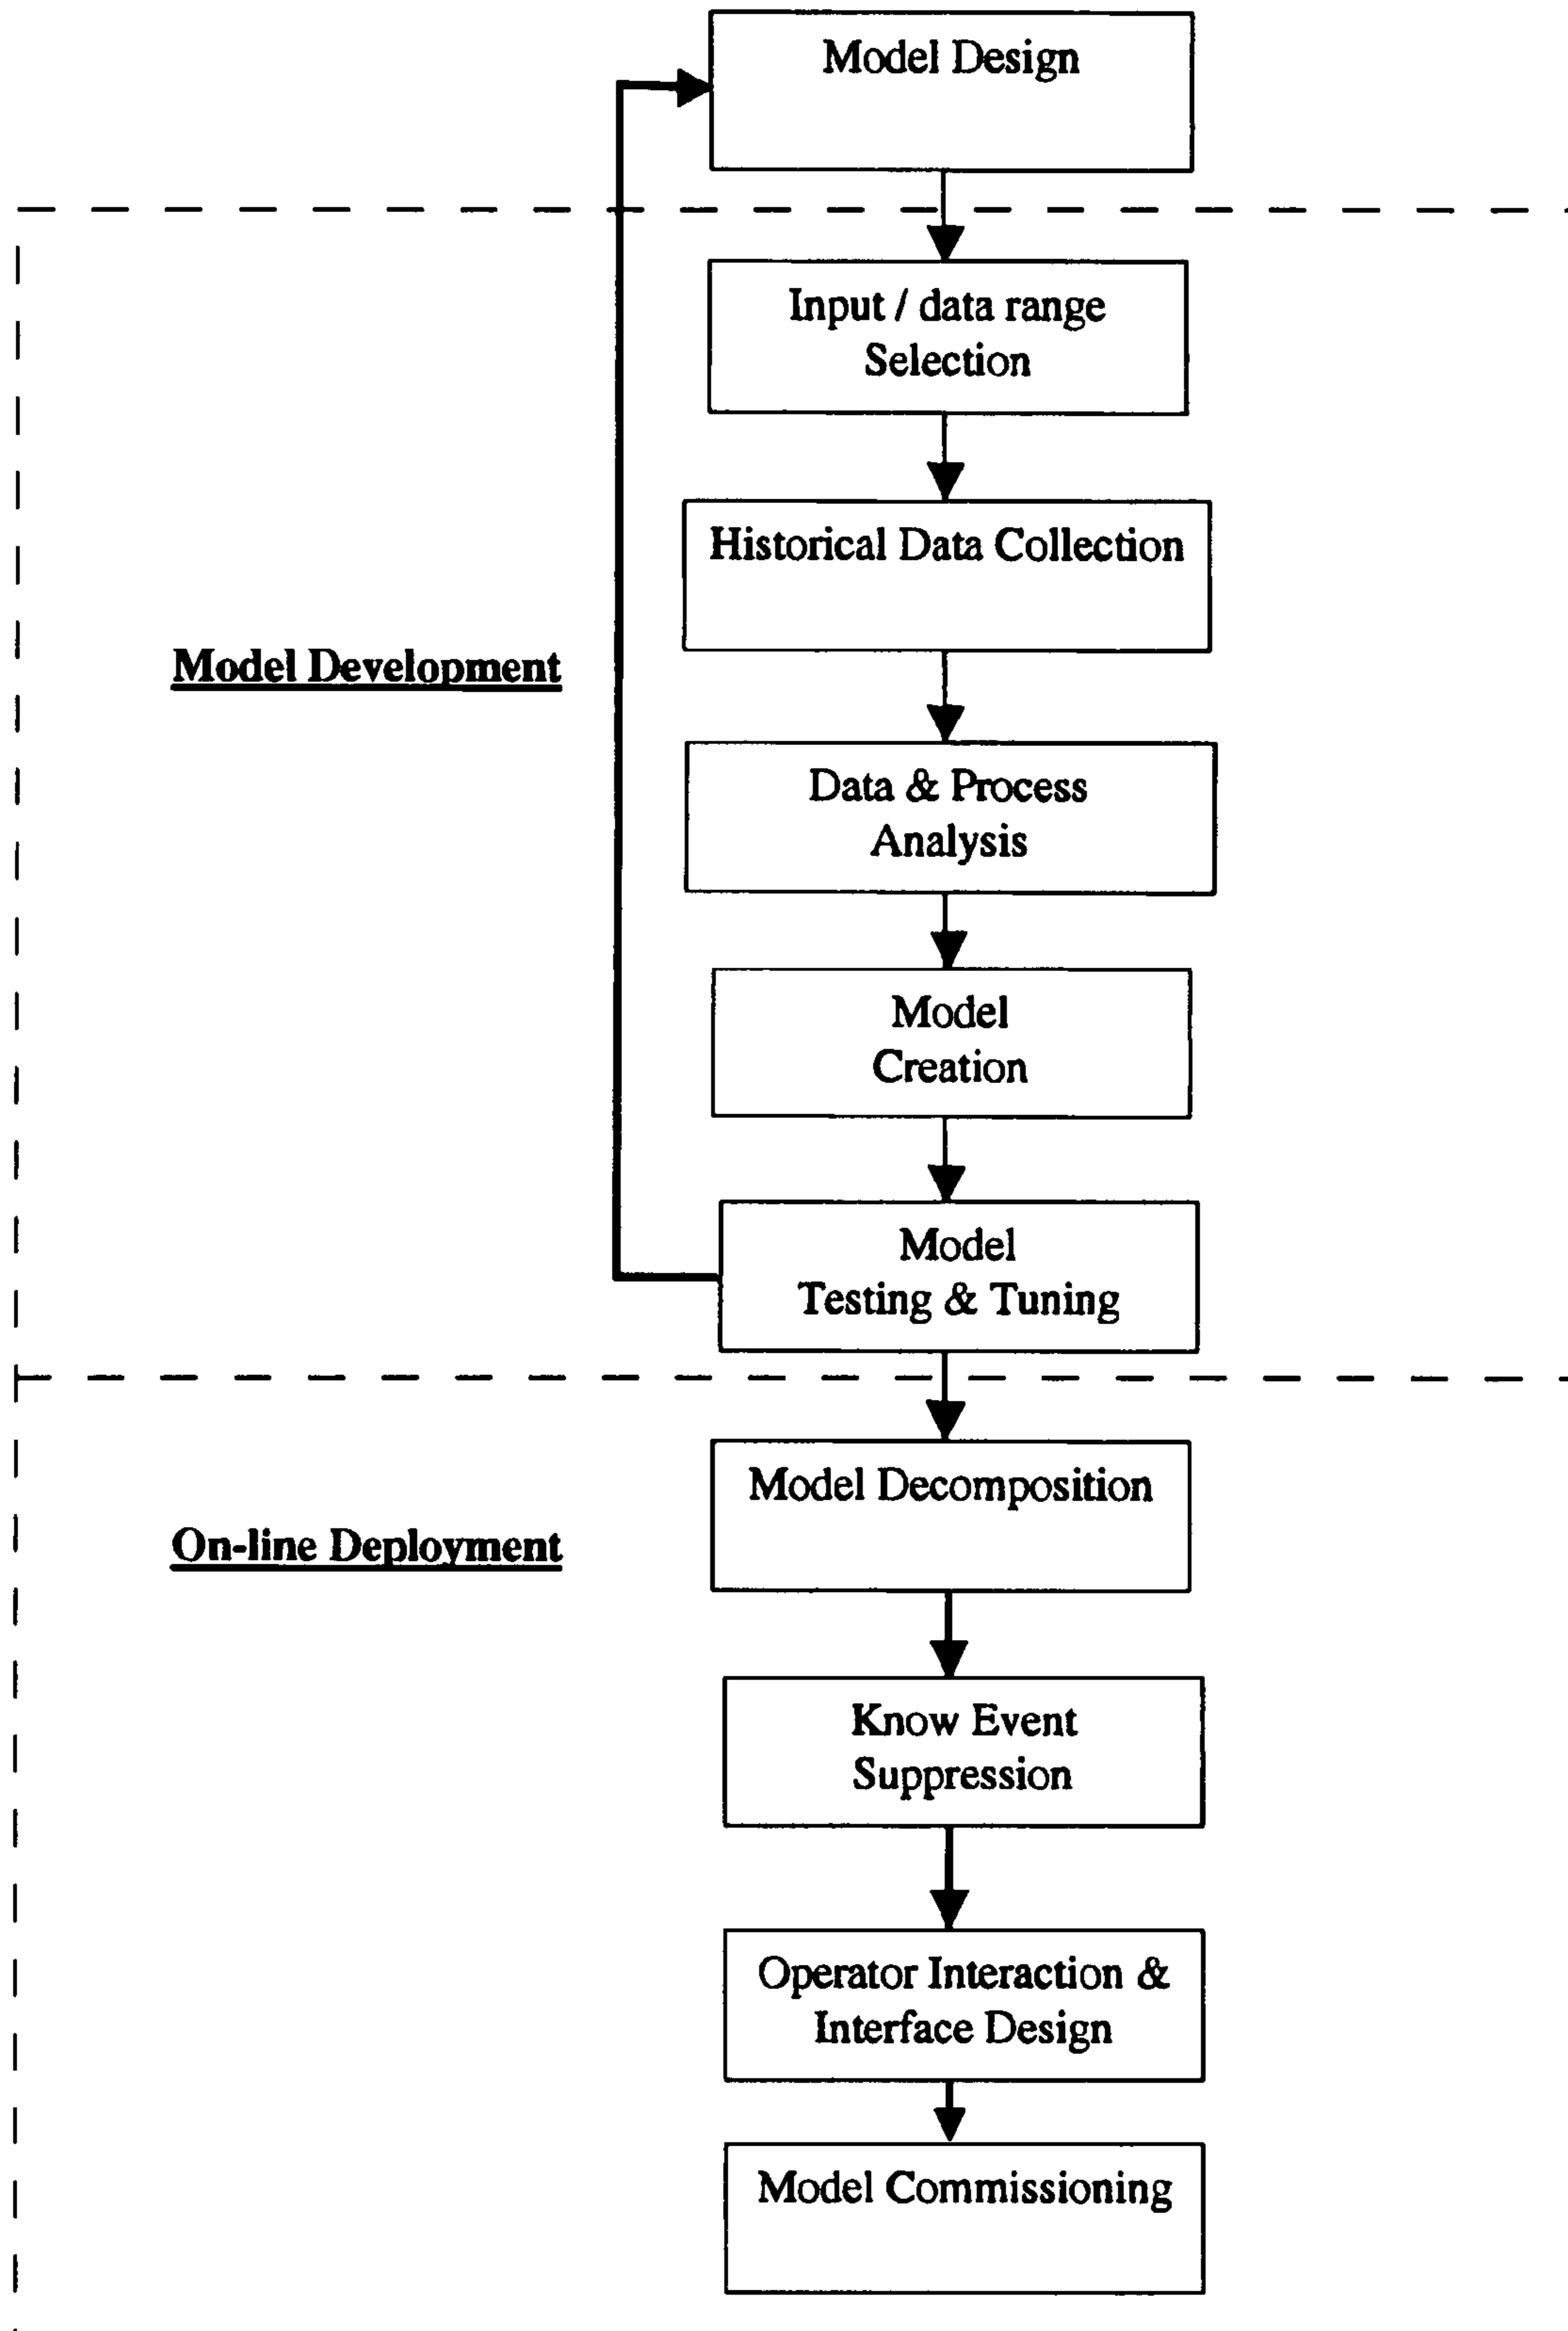 Model Design
Input / data range
Selection
Historical Data Collection
Model Development
Data & Process
Analysis
Model
Creation
Model
Testing & Tuning
Model Decomposition
On-line Deployment
Know Event
Suppression
Operator Interaction &
Interface Design
Model Commissioning